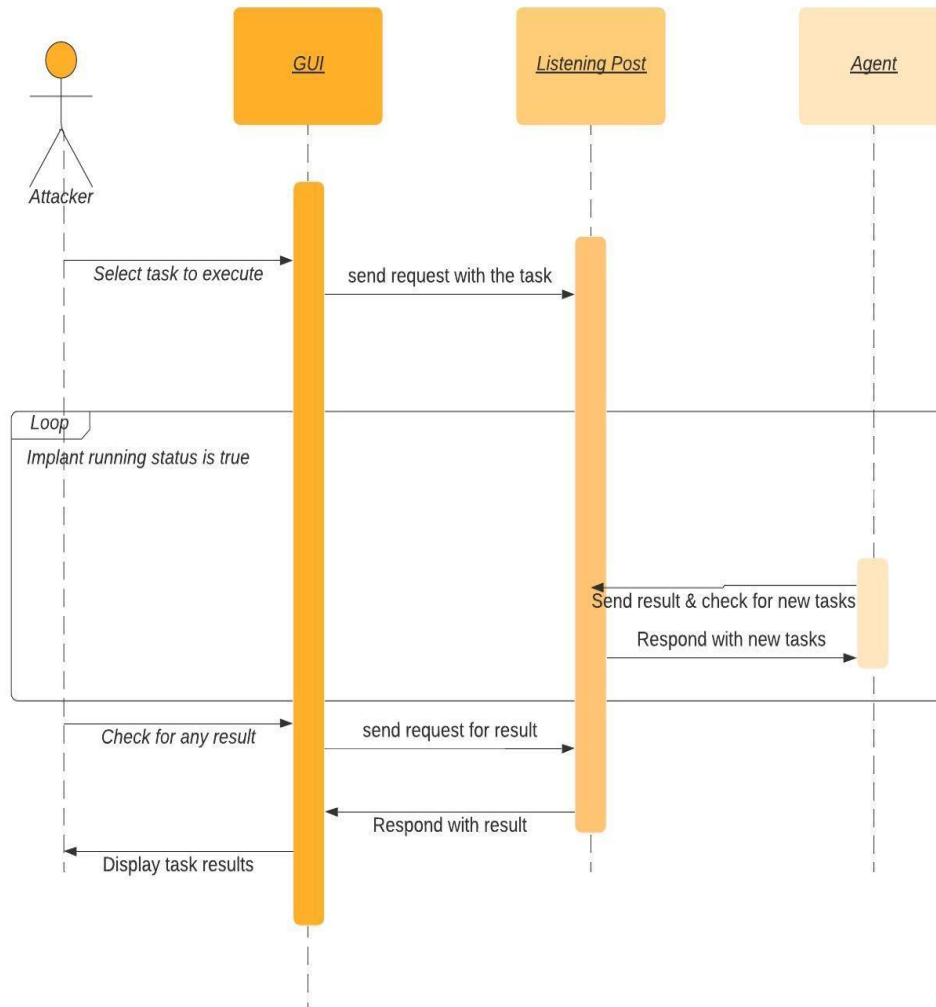 GUI
Listening Post
Agent
Attacker
Select task to execute
send request with the task
Loop
Implant running status is true
Send result & check for new tasks
Respond with new tasks
Check for any result
send request for result
Respond with result
Display task results